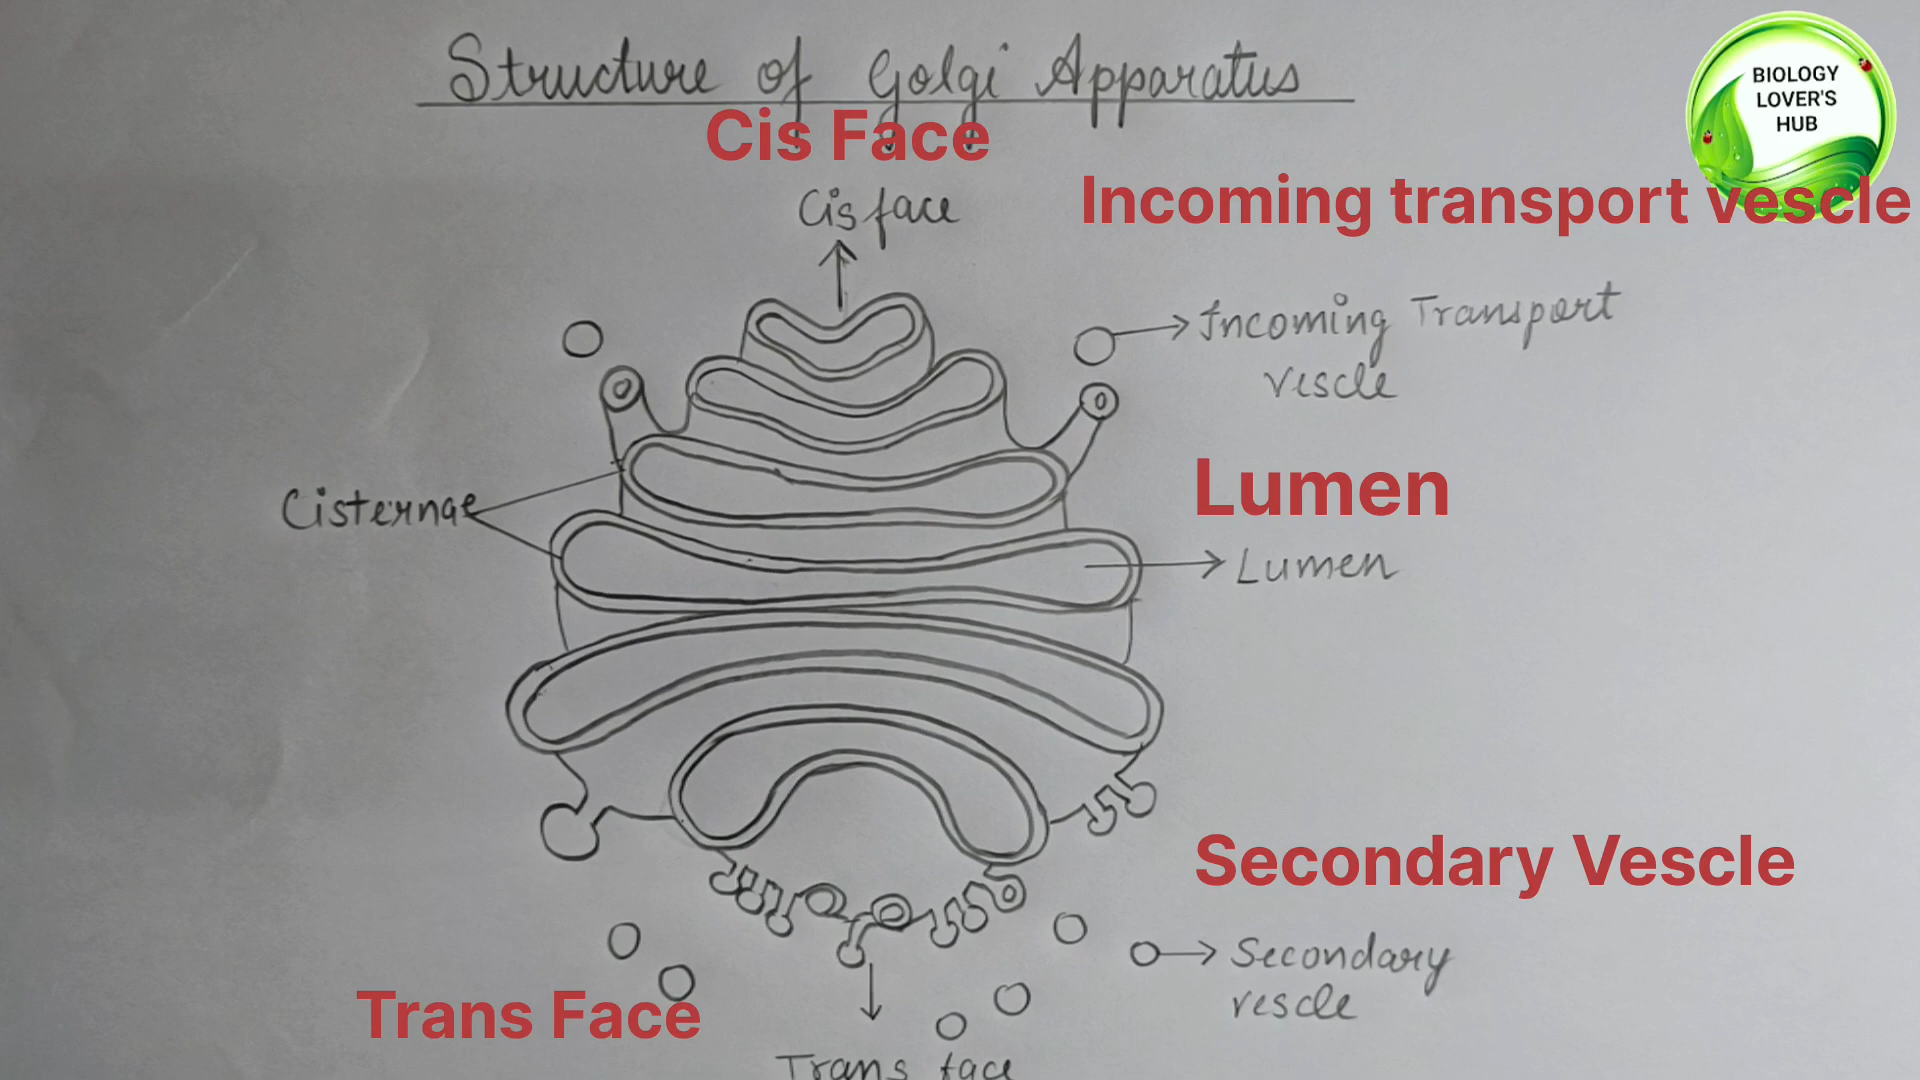 Structure of Golgi Apparatus
BIOLOGY
LOVER'S
HUB
Cis Face
Cis face
Incoming transport vescle
Incoming Transport
vescle
Lumen
Cisternae
Lumen
Secondary Vescle
Secondary
vescle
Trans Face
Trans face